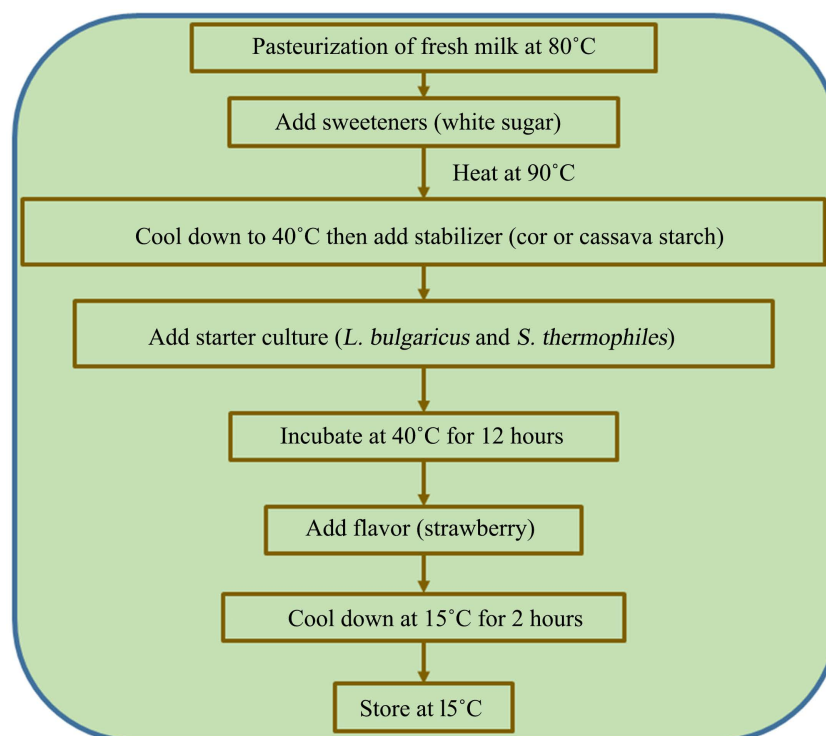 Pasteurization of fresh milk at 80˚C
Add sweeteners (white sugar)
Heat at 90˚C
Cool down to 40˚C then add stabilizer (cor or cassava starch)
Add starter culture (L. bulgaricus and S. thermophiles)
Incubate at 40˚C for 12 hours
Add flavor (strawberry)
Cool down at 15˚C for 2 hours
Store at l5˚C